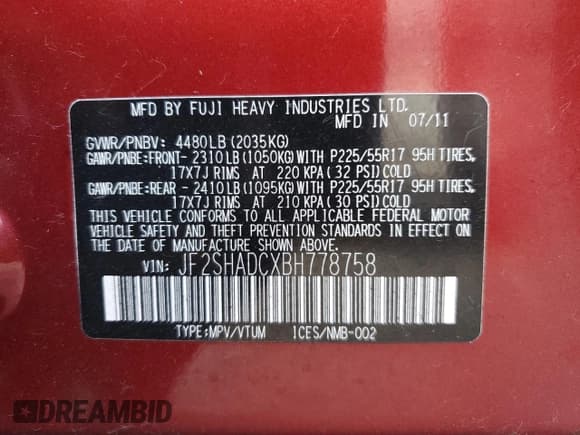 MFD BY FUJI HEAVY INDUSTRIES LTD.
MFD IN 07/11
GVWR/PNBV: 4480LB(2035KG)
GAWR/PNBE:FRONT- 2310LB(1050KG)WITH P225/55R17 95H TIRES,
17X7J RIMS AT 220 KPA( 32 PSI)COLD
GAWR/PNBE:REAR - 2410LB(1095KG)WITH P225/55R17 95H TIRES,
17X7J RIMS AT 210 KPA( 30 PSI)COLD
THIS VEHICLE CONFORMS TO ALL APPLICABLE FEDERAL MOTOR
VEHICLE SAFETY AND THEFT PREVENTION STANDARDS IN EFFECT
ON THE DATE OF MANUFACTURE SHOWN ABOVE.
VIN: JF2SHADCXBH778758
TYPE:MPV/VTUM ICES/NMB-002
DREAMBID